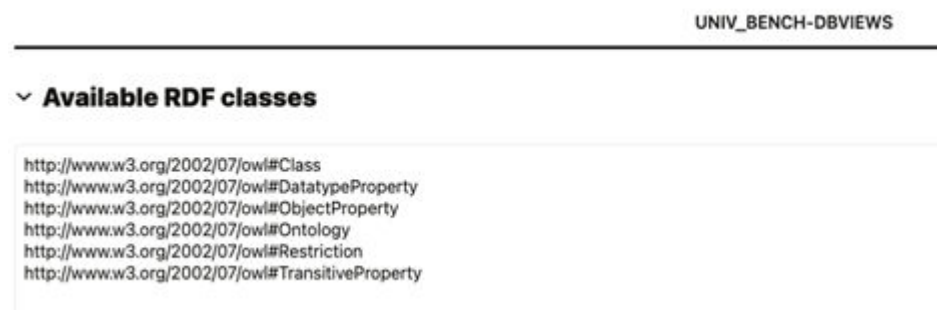 UNIV_BENCH-DBVIEWS
Available RDF classes
http://www.w3.org/2002/07/owl#Class
http://www.w3.org/2002/07/owl#DatatypeProperty
http://www.w3.org/2002/07/owl#ObjectProperty
http://www.w3.org/2002/07/owl#Ontology
http://www.w3.org/2002/07/owl#Restriction
http://www.w3.org/2002/07/owl#TransitiveProperty